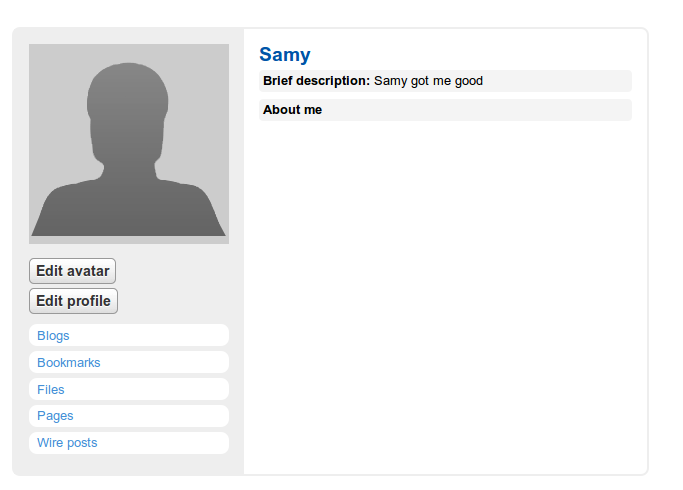 Samy
Brief description: Samy got me good
About me
Edit avatar
Edit profile
Blogs
Bookmarks
Files
Pages
Wire posts